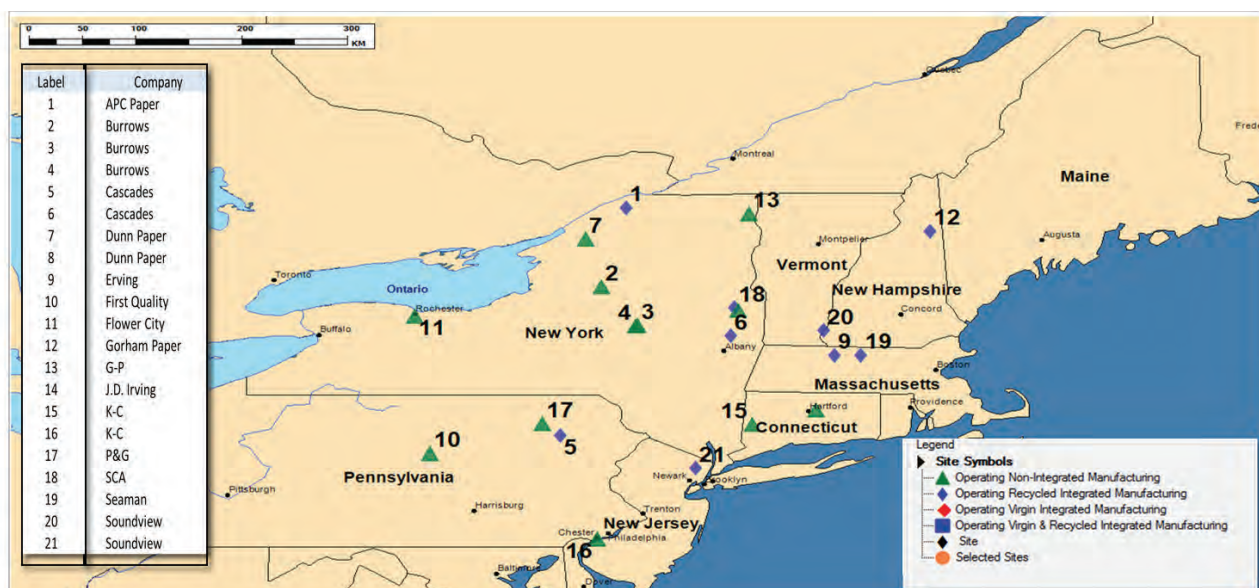 0 50 100 200 300
KM
Label Company
1 APC Paper
2 Burrows
3 Burrows
4 Burrows
5 Cascades
6 Cascades
7 Dunn Paper
8 Dunn Paper
9 Erving
10 First Quality
11 Flower City
12 Gorham Paper
13 G-P
14 J.D. Irving
15 K-C
16 K-C
17 P&G
18 SCA
19 Seaman
20 Soundview
21 Soundview
Quebec
Montreal
Maine
1
13
12
7
Augusta
Montpelier
Vermont
Toronto
2
Ontario
New Hampshire
Rochester
18
Concord
4 3
11
New York
6
20
Buffalo
Albany
9 19
Boston
Massachusetts
17
15
Hartford
Providence
Connecticut
5
10
21
Pennsylvania
Newark
Pittsburgh
Harrisburg
Trenton
New Jersey
Chester
Philadelphia
16
Baltimore
Dover
Legend
Site Symbols
Operating Non-Integrated Manufacturing
Operating Recycled Integrated Manufacturing
Operating Virgin Integrated Manufacturing
Operating Virgin & Recycled Integrated Manufacturing
Site
Selected Sites